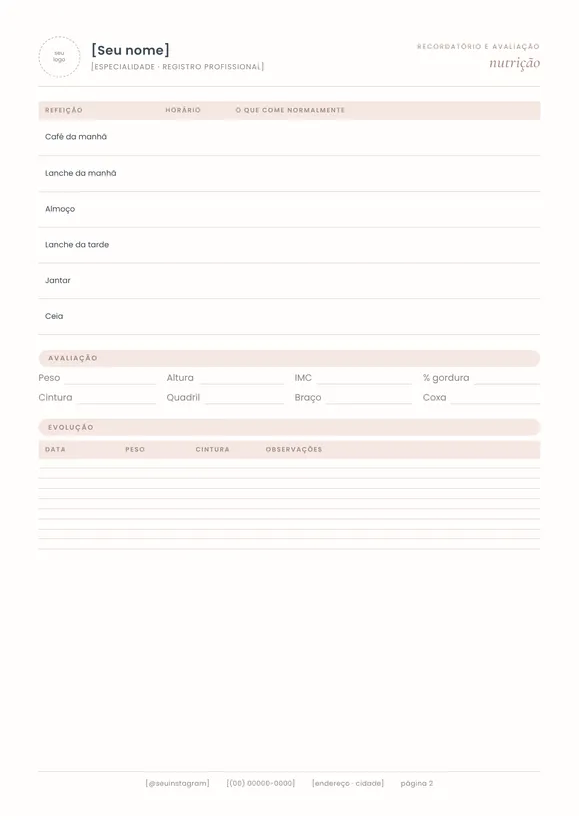 seu
logo
[Seu nome]
[ESPECIALIDADE · REGISTRO PROFISSIONAL]
RECORDATÓRIO E AVALIAÇÃO
nutrição
REFEIÇÃO HORÁRIO O QUE COME NORMALMENTE
Café da manhã
Lanche da manhã
Almoço
Lanche da tarde
Jantar
Ceia
AVALIAÇÃO
Peso Altura IMC % gordura
Cintura Quadril Braço Coxa
EVOLUÇÃO
DATA PESO CINTURA OBSERVAÇÕES
[@seuinstagram] [(00) 00000-0000] [endereço · cidade] página 2